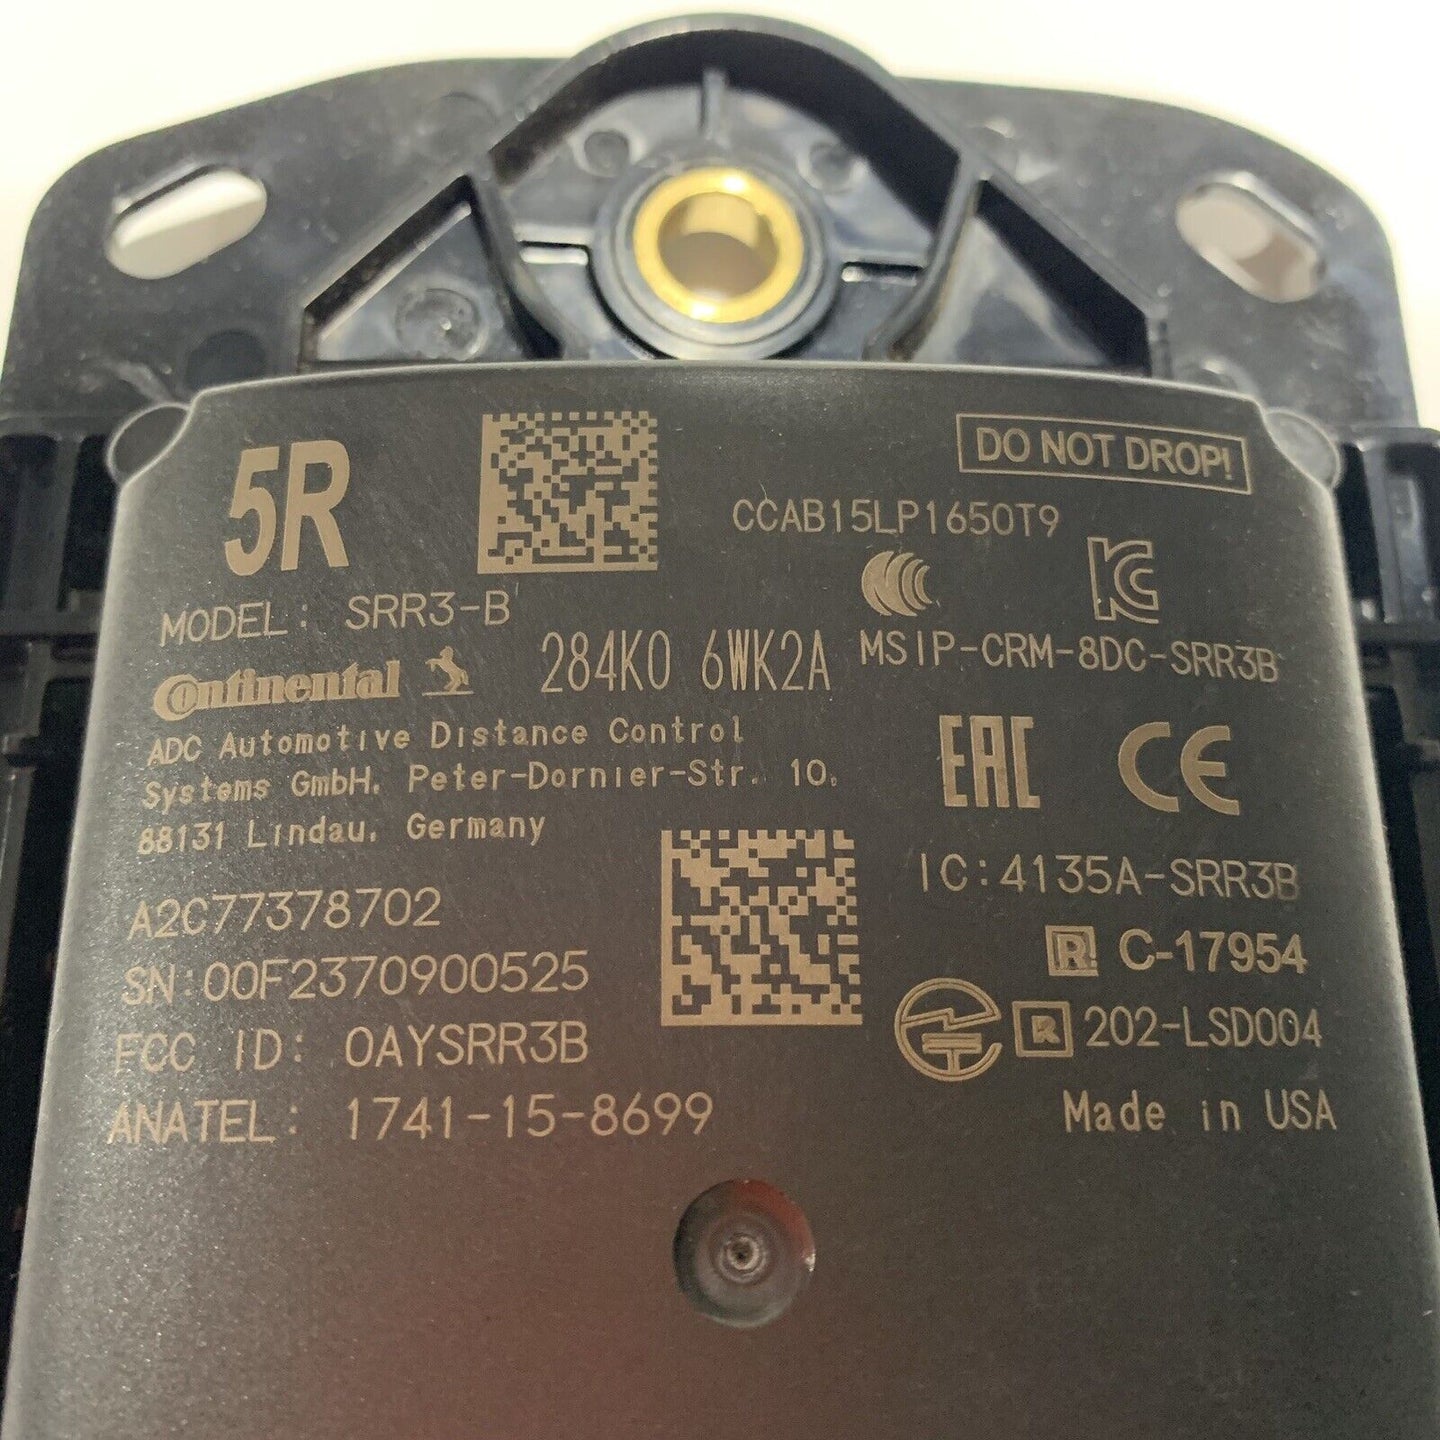 5R
DO NOT DROP!
CCAB15LP1650T9
MODEL: SRR3-B
Continental
284K0 6WK2A
MSIP-CRM-8DC-SRR3B
ADC Automotive Distance Control
Systems GmbH, Peter-Dornier-Str. 10,
88131 Lindau, Germany
EAC CE
A2C77378702
IC:4135A-SRR3B
SN:00F2370900525
R C-17954
FCC ID: OAYSRR3B
R 202-LSD004
ANATEL: 1741-15-8699
Made in USA